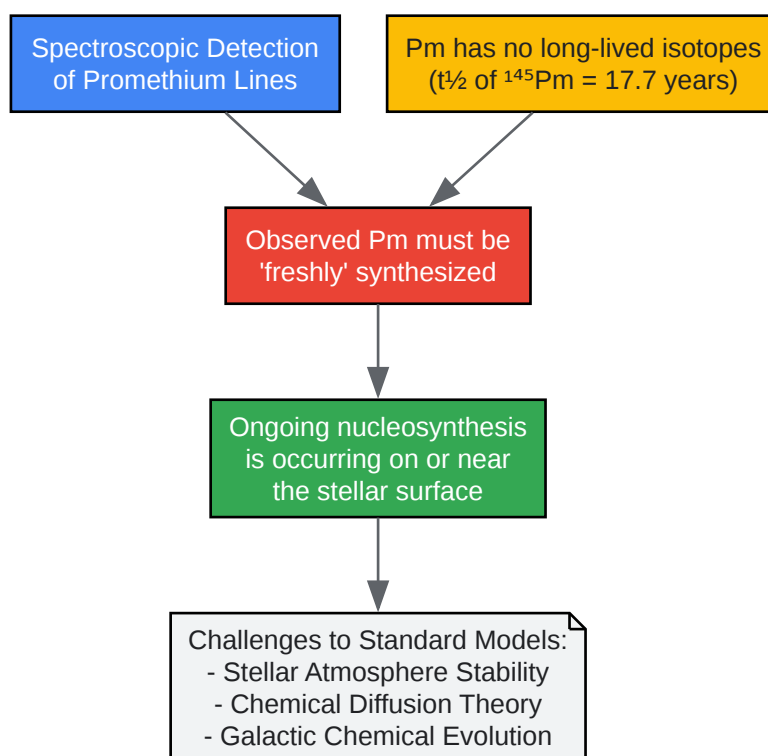 Spectroscopic Detection
of Promethium Lines
Pm has no long-lived isotopes
(t½ of ¹⁴⁵Pm = 17.7 years)
Observed Pm must be
'freshly' synthesized
Ongoing nucleosynthesis
is occurring on or near
the stellar surface
Challenges to Standard Models:
- Stellar Atmosphere Stability
- Chemical Diffusion Theory
- Galactic Chemical Evolution